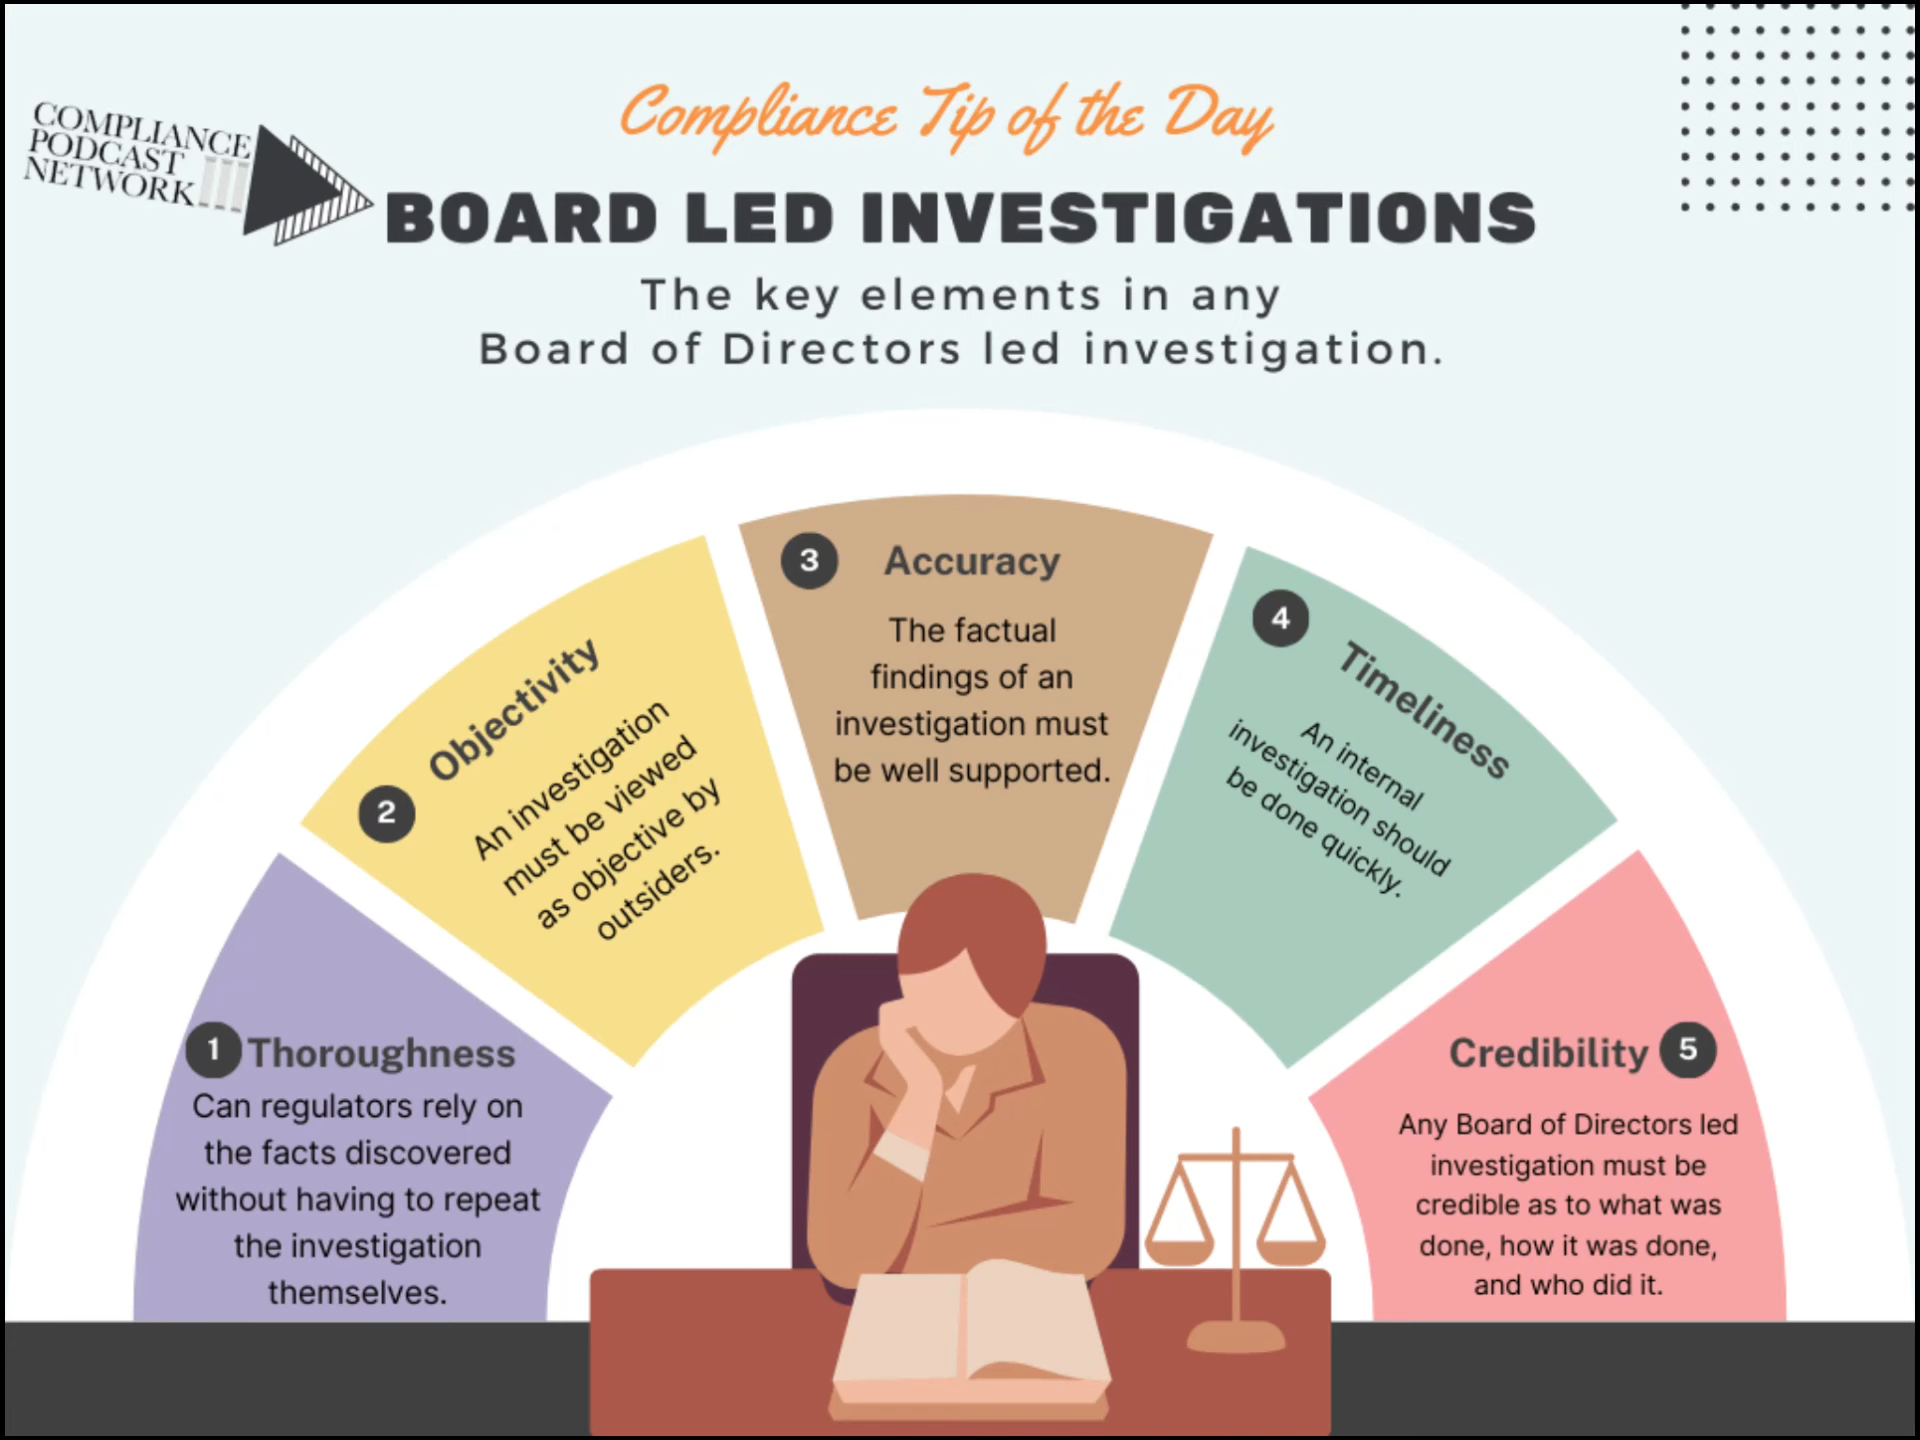 COMPLIANCE
PODCAST
NETWORK
Compliance Tip of the Day
BOARD LED INVESTIGATIONS
The key elements in any
Board of Directors led investigation.
1 Thoroughness
Can regulators rely on
the facts discovered
without having to repeat
the investigation
themselves.
2 Objectivity
An investigation
must be viewed
as objective by
outsiders.
3 Accuracy
The factual
findings of an
investigation must
be well supported.
4 Timeliness
An internal
investigation should
be done quickly.
Credibility 5
Any Board of Directors led
investigation must be
credible as to what was
done, how it was done,
and who did it.